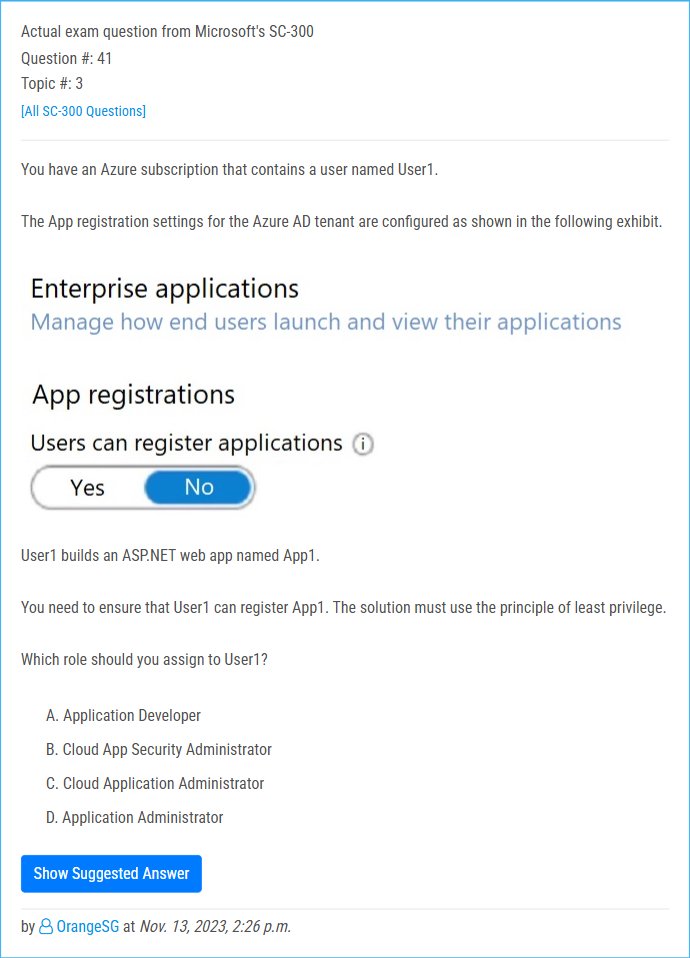 Actual exam question from Microsoft's SC-300
Question #: 41
Topic #: 3
[All SC-300 Questions]
You have an Azure subscription that contains a user named User1.
The App registration settings for the Azure AD tenant are configured as shown in the following exhibit.
Enterprise applications
Manage how end users launch and view their applications
App registrations
Users can register applications
Yes No
User1 builds an ASP.NET web app named App1.
You need to ensure that User1 can register App1. The solution must use the principle of least privilege.
Which role should you assign to User1?
A. Application Developer
B. Cloud App Security Administrator
C. Cloud Application Administrator
D. Application Administrator
Show Suggested Answer
by OrangeSG at Nov. 13, 2023, 2:26 p.m.